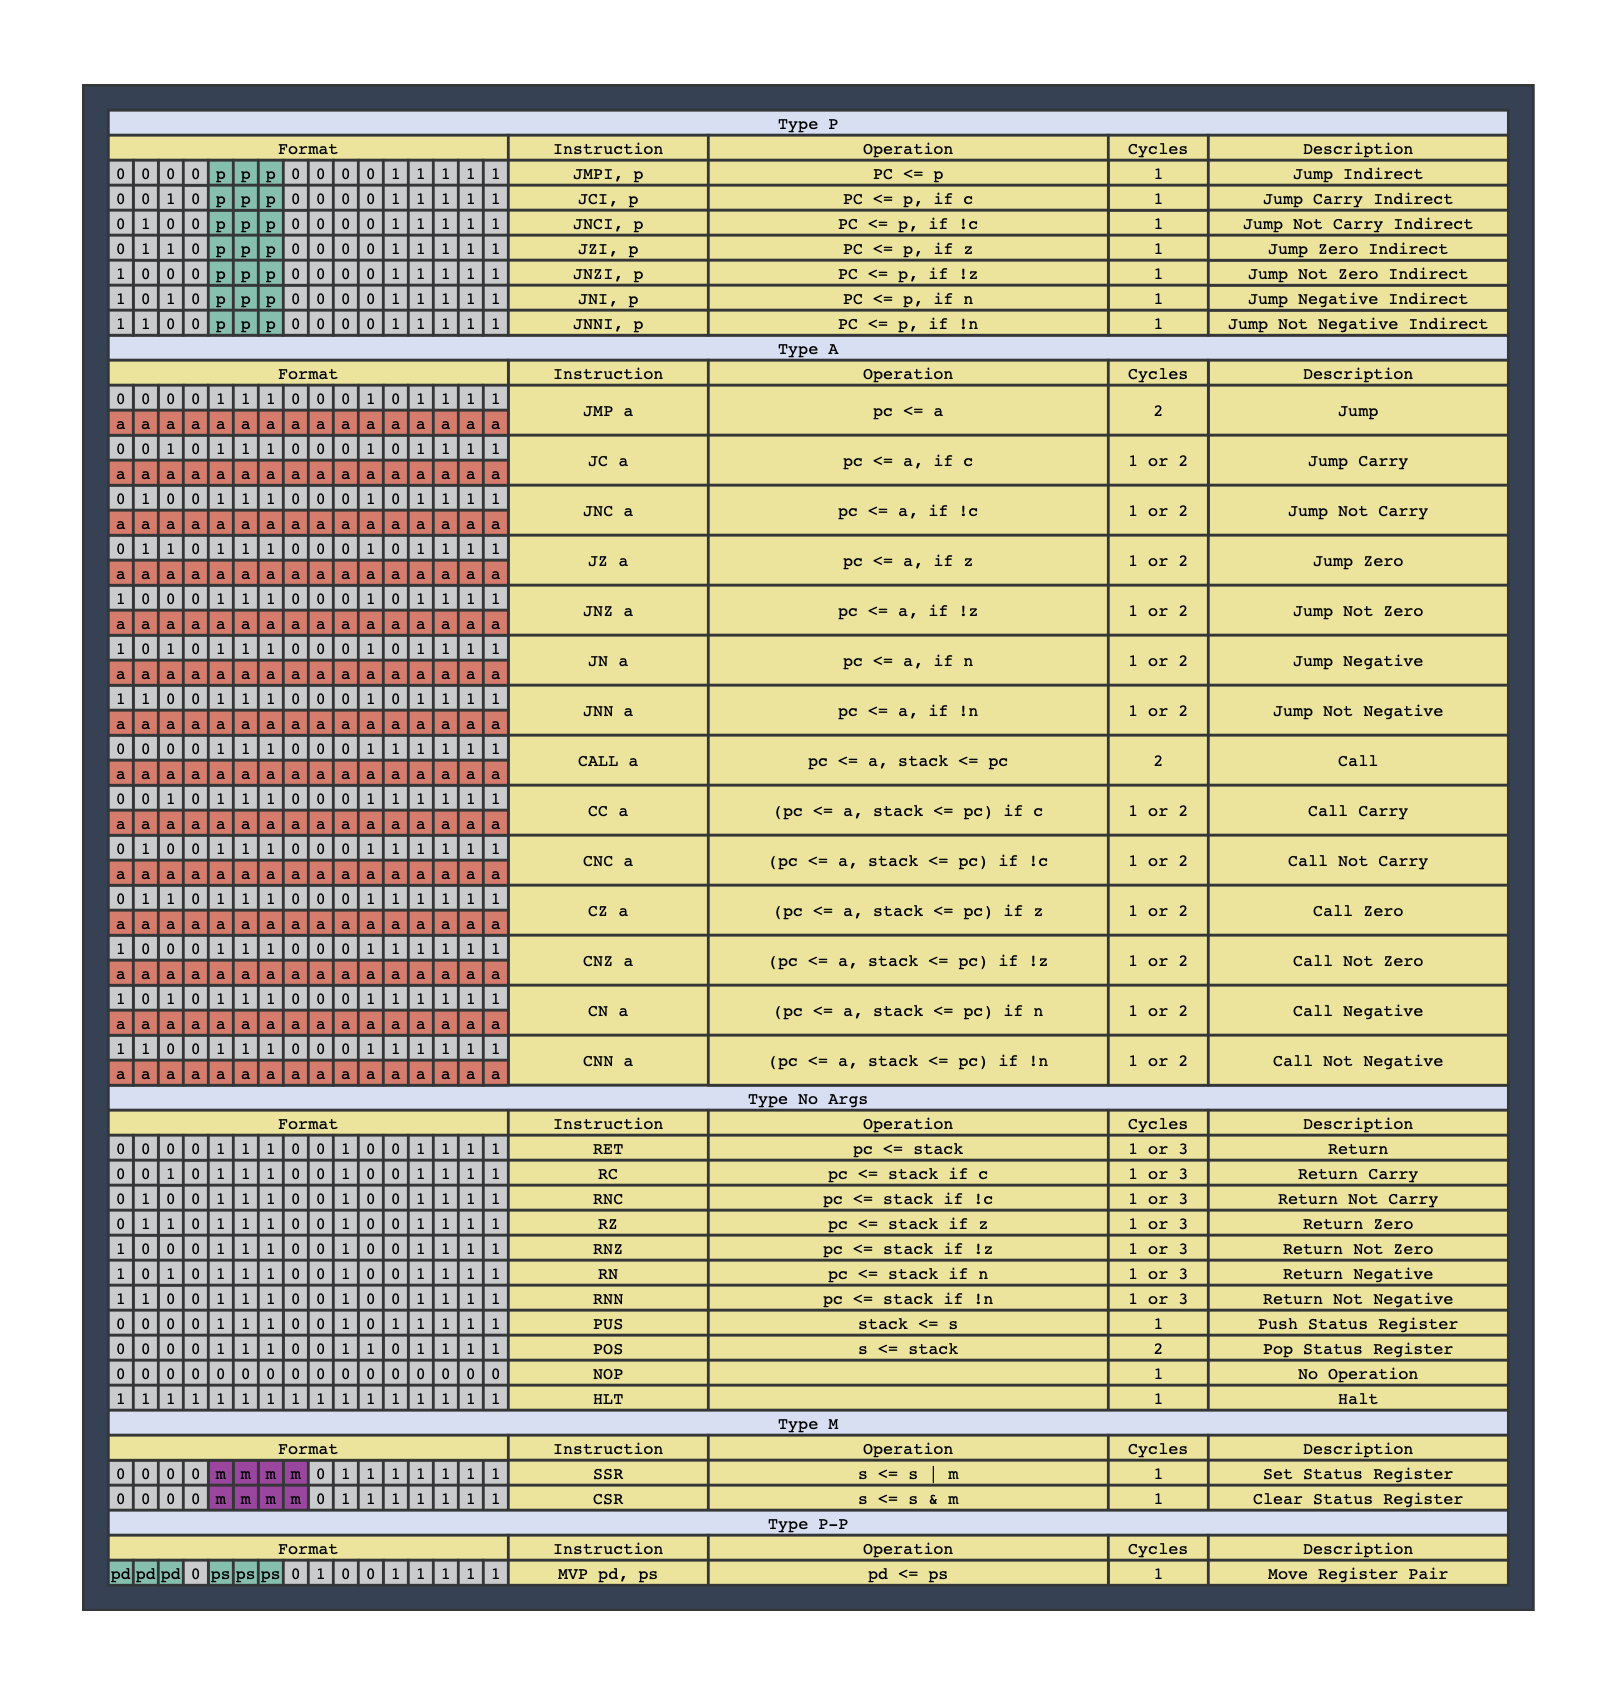 Type P
Format Instruction Operation Cycles Description
0 0 0 0 p p p 0 0 0 0 1 1 1 1 1 JMPI, p PC <= p 1 Jump Indirect
0 0 1 0 p p p 0 0 0 0 1 1 1 1 1 JCI, p PC <= p, if c 1 Jump Carry Indirect
0 1 0 0 p p p 0 0 0 0 1 1 1 1 1 JNCI, p PC <= p, if !c 1 Jump Not Carry Indirect
0 1 1 0 p p p 0 0 0 0 1 1 1 1 1 JZI, p PC <= p, if z 1 Jump Zero Indirect
1 0 0 0 p p p 0 0 0 0 1 1 1 1 1 JNZI, p PC <= p, if !z 1 Jump Not Zero Indirect
1 0 1 0 p p p 0 0 0 0 1 1 1 1 1 JNI, p PC <= p, if n 1 Jump Negative Indirect
1 1 0 0 p p p 0 0 0 0 1 1 1 1 1 JNNI, p PC <= p, if !n 1 Jump Not Negative Indirect
Type A
Format Instruction Operation Cycles Description
0 0 0 0 1 1 1 0 0 0 1 0 1 1 1 1
JMP a pc <= a 2 Jump
a a a a a a a a a a a a a a a a
0 0 1 0 1 1 1 0 0 0 1 0 1 1 1 1
JC a pc <= a, if c 1 or 2 Jump Carry
a a a a a a a a a a a a a a a a
0 1 0 0 1 1 1 0 0 0 1 0 1 1 1 1
JNC a pc <= a, if !c 1 or 2 Jump Not Carry
a a a a a a a a a a a a a a a a
0 1 1 0 1 1 1 0 0 0 1 0 1 1 1 1
JZ a pc <= a, if z 1 or 2 Jump Zero
a a a a a a a a a a a a a a a a
1 0 0 0 1 1 1 0 0 0 1 0 1 1 1 1
JNZ a pc <= a, if !z 1 or 2 Jump Not Zero
a a a a a a a a a a a a a a a a
1 0 1 0 1 1 1 0 0 0 1 0 1 1 1 1
JN a pc <= a, if n 1 or 2 Jump Negative
a a a a a a a a a a a a a a a a
1 1 0 0 1 1 1 0 0 0 1 0 1 1 1 1
JNN a pc <= a, if !n 1 or 2 Jump Not Negative
a a a a a a a a a a a a a a a a
0 0 0 0 1 1 1 0 0 0 1 1 1 1 1 1
CALL a pc <= a, stack <= pc 2 Call
a a a a a a a a a a a a a a a a
0 0 1 0 1 1 1 0 0 0 1 1 1 1 1 1
CC a (pc <= a, stack <= pc) if c 1 or 2 Call Carry
a a a a a a a a a a a a a a a a
0 1 0 0 1 1 1 0 0 0 1 1 1 1 1 1
CNC a (pc <= a, stack <= pc) if !c 1 or 2 Call Not Carry
a a a a a a a a a a a a a a a a
0 1 1 0 1 1 1 0 0 0 1 1 1 1 1 1
CZ a (pc <= a, stack <= pc) if z 1 or 2 Call Zero
a a a a a a a a a a a a a a a a
1 0 0 0 1 1 1 0 0 0 1 1 1 1 1 1
CNZ a (pc <= a, stack <= pc) if !z 1 or 2 Call Not Zero
a a a a a a a a a a a a a a a a
1 0 1 0 1 1 1 0 0 0 1 1 1 1 1 1
CN a (pc <= a, stack <= pc) if n 1 or 2 Call Negative
a a a a a a a a a a a a a a a a
1 1 0 0 1 1 1 0 0 0 1 1 1 1 1 1
CNN a (pc <= a, stack <= pc) if !n 1 or 2 Call Not Negative
a a a a a a a a a a a a a a a a
Type No Args
Format Instruction Operation Cycles Description
0 0 0 0 1 1 1 0 0 1 0 0 1 1 1 1 RET pc <= stack 1 or 3 Return
0 0 1 0 1 1 1 0 0 1 0 0 1 1 1 1 RC pc <= stack if c 1 or 3 Return Carry
0 1 0 0 1 1 1 0 0 1 0 0 1 1 1 1 RNC pc <= stack if !c 1 or 3 Return Not Carry
0 1 1 0 1 1 1 0 0 1 0 0 1 1 1 1 RZ pc <= stack if z 1 or 3 Return Zero
1 0 0 0 1 1 1 0 0 1 0 0 1 1 1 1 RNZ pc <= stack if !z 1 or 3 Return Not Zero
1 0 1 0 1 1 1 0 0 1 0 0 1 1 1 1 RN pc <= stack if n 1 or 3 Return Negative
1 1 0 0 1 1 1 0 0 1 0 0 1 1 1 1 RNN pc <= stack if !n 1 or 3 Return Not Negative
0 0 0 0 1 1 1 0 0 1 0 1 1 1 1 1 PUS stack <= s 1 Push Status Register
0 0 0 0 1 1 1 0 0 1 1 0 1 1 1 1 POS s <= stack 2 Pop Status Register
0 0 0 0 0 0 0 0 0 0 0 0 0 0 0 0 NOP 1 No Operation
1 1 1 1 1 1 1 1 1 1 1 1 1 1 1 1 HLT 1 Halt
Type M
Format Instruction Operation Cycles Description
0 0 0 0 m m m m 0 1 1 1 1 1 1 1 SSR s <= s | m 1 Set Status Register
0 0 0 0 m m m m 0 1 1 1 1 1 1 1 CSR s <= s & m 1 Clear Status Register
Type P-P
Format Instruction Operation Cycles Description
pd pd pd 0 ps ps ps 0 1 0 0 1 1 1 1 1 MVP pd, ps pd <= ps 1 Move Register Pair